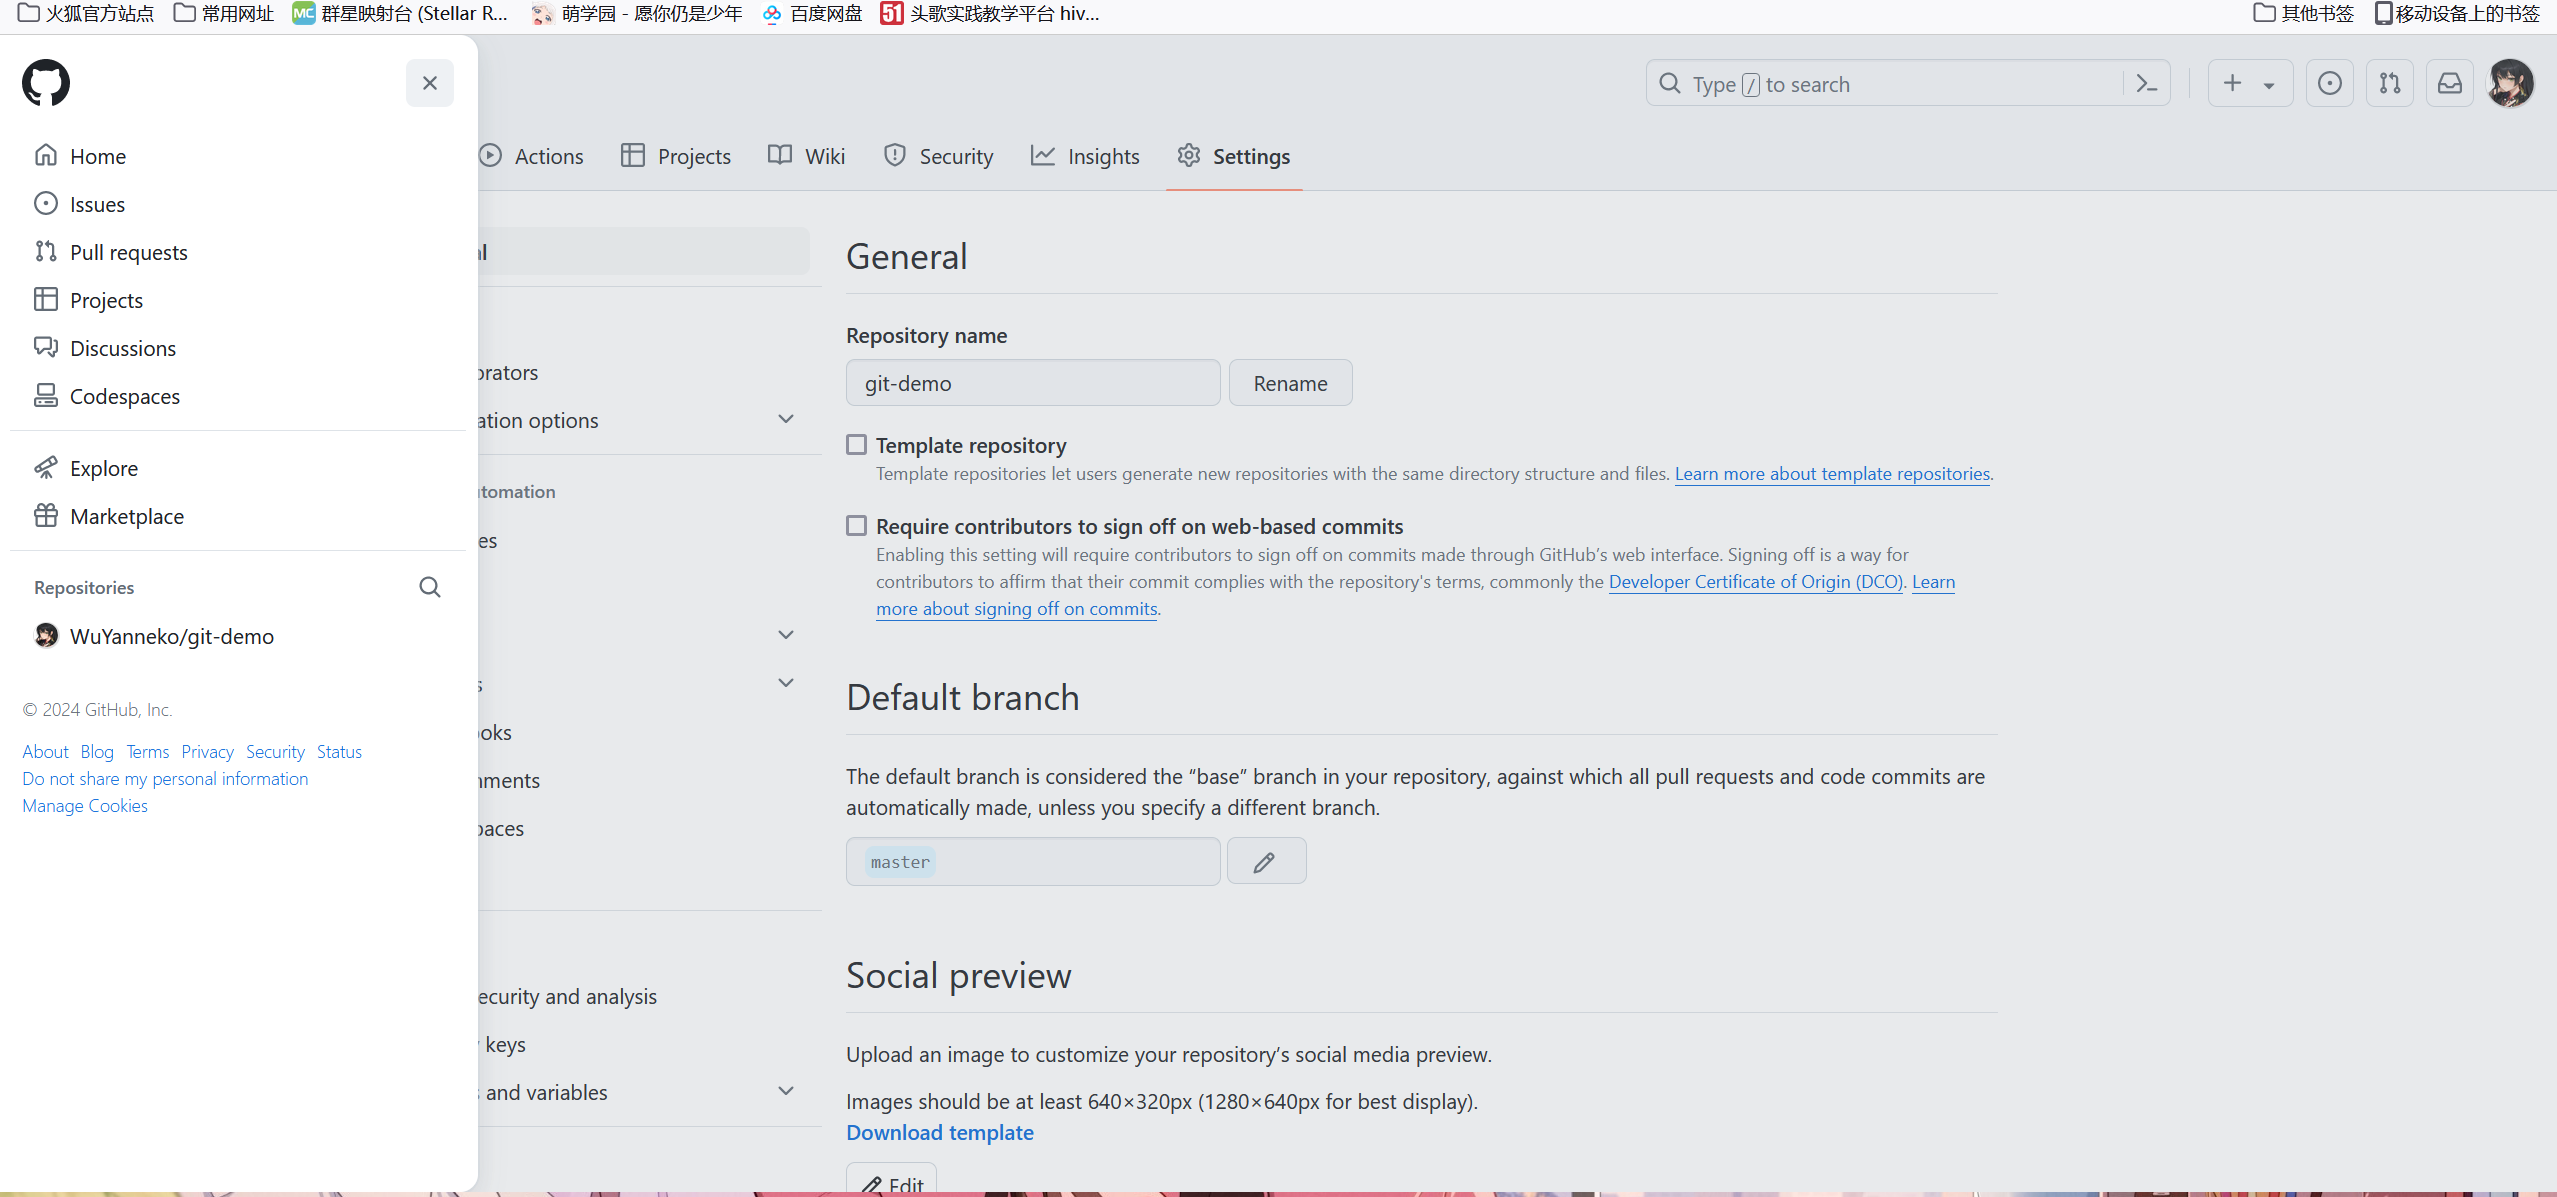 火狐官方站点 常用网址 MC 群星映射台 (Stellar R... 萌学园 - 愿你仍是少年 百度网盘 51 头歌实践教学平台 hiv... 其他书签 移动设备上的书签
Type / to search
Home
Issues
Pull requests
Projects
Discussions
Codespaces
Explore
Marketplace
Repositories
WuYanneko/git-demo
© 2024 GitHub, Inc.
About Blog Terms Privacy Security Status
Do not share my personal information
Manage Cookies
Actions Projects Wiki Security Insights Settings
ation options
utomation
ecurity and analysis
keys
and variables
General
Repository name
git-demo Rename
Template repository
Template repositories let users generate new repositories with the same directory structure and files. Learn more about template repositories.
Require contributors to sign off on web-based commits
Enabling this setting will require contributors to sign off on commits made through GitHub’s web interface. Signing off is a way for
contributors to affirm that their commit complies with the repository's terms, commonly the Developer Certificate of Origin (DCO). Learn
more about signing off on commits.
Default branch
The default branch is considered the “base” branch in your repository, against which all pull requests and code commits are
automatically made, unless you specify a different branch.
master
Social preview
Upload an image to customize your repository’s social media preview.
Images should be at least 640×320px (1280×640px for best display).
Download template
Edit